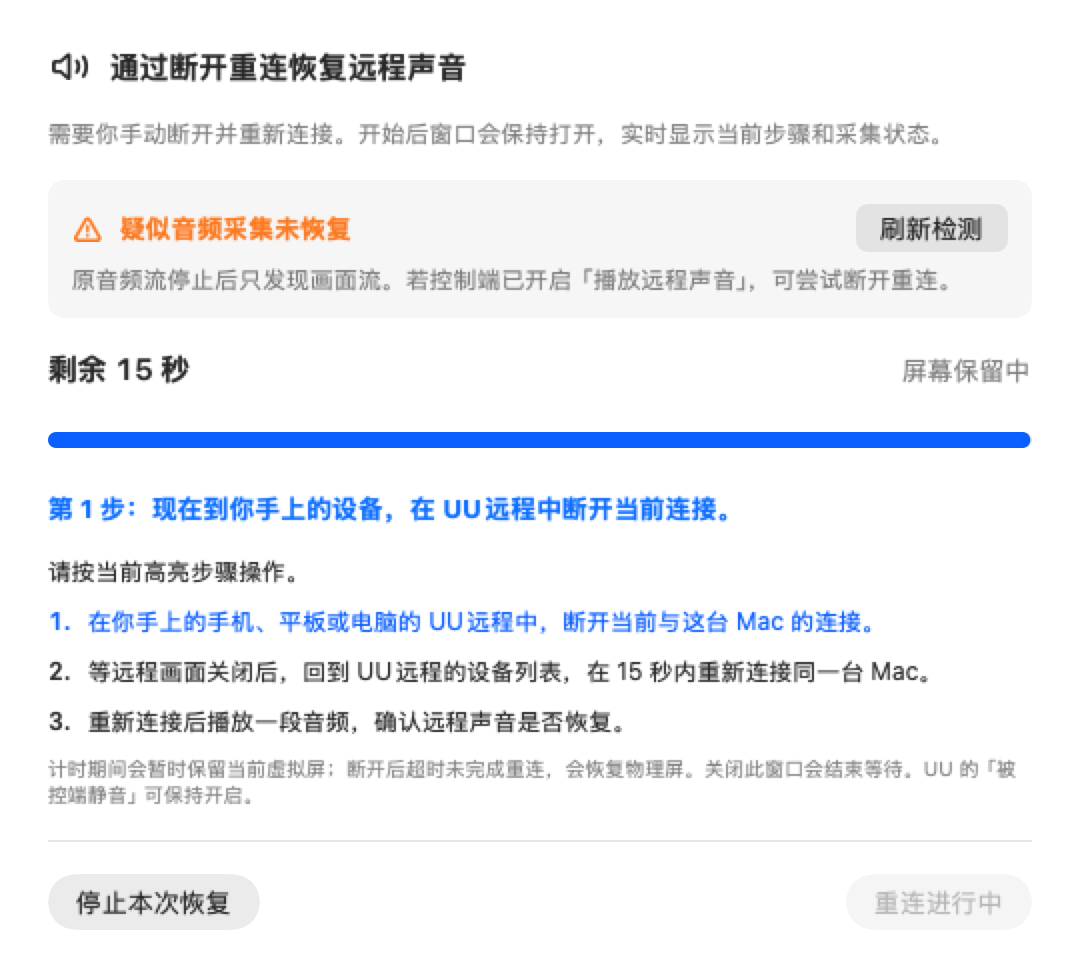 通过断开重连恢复远程声音
需要你手动断开并重新连接。开始后窗口会保持打开，实时显示当前步骤和采集状态。
疑似音频采集未恢复
刷新检测
原音频流停止后只发现画面流。若控制端已开启「播放远程声音」，可尝试断开重连。
剩余 15 秒
屏幕保留中
第 1 步：现在到你手上的设备，在 UU 远程中断开当前连接。
请按当前高亮步骤操作。
1. 在你手上的手机、平板或电脑的 UU 远程中，断开当前与这台 Mac 的连接。
2. 等远程画面关闭后，回到 UU 远程的设备列表，在 15 秒内重新连接同一台 Mac。
3. 重新连接后播放一段音频，确认远程声音是否恢复。
计时期间会暂时保留当前虚拟屏；断开后超时未完成重连，会恢复物理屏。关闭此窗口会结束等待。UU 的「被
控端静音」可保持开启。
停止本次恢复
重连进行中